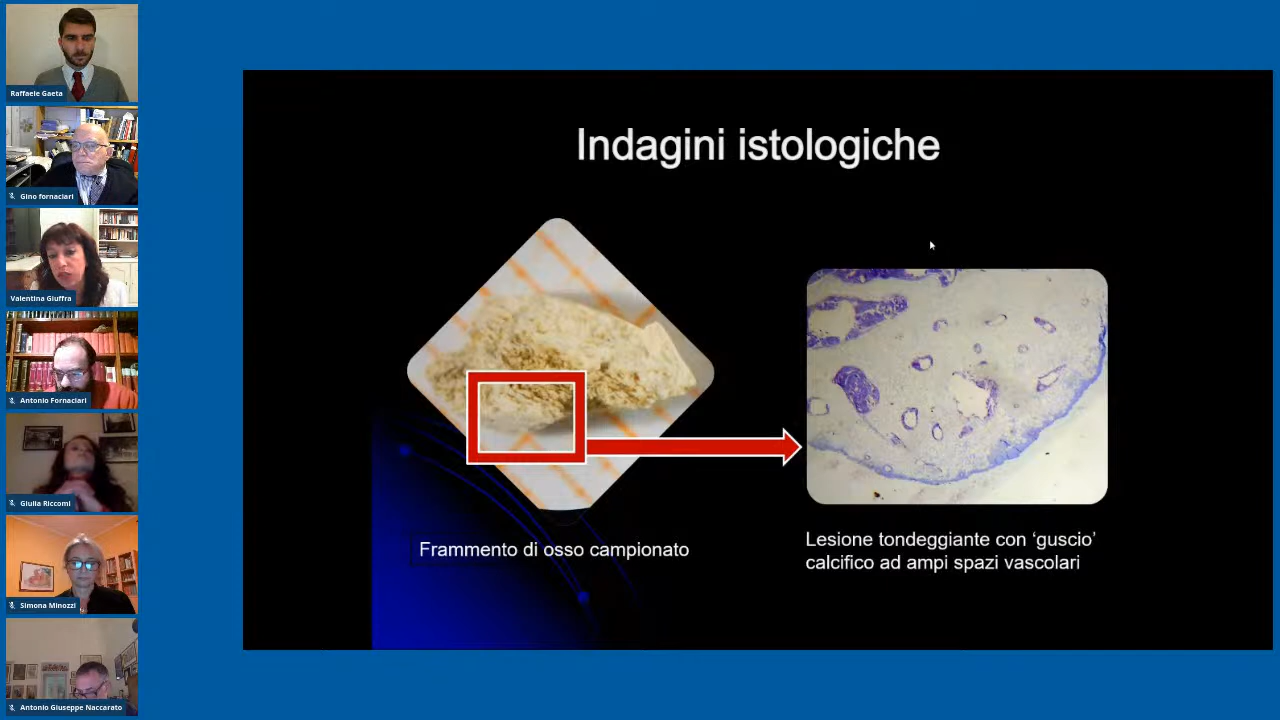 Raffaele Gaeta
Gino fornaciari
Valentina Giuffra
Antonio Fornaciari
Giulia Riccomi
Simona Minozzi
Antonio Giuseppe Naccarato
Indagini istologiche
Frammento di osso campionato
Lesione tondeggiante con ‘guscio’
calcifico ad ampi spazi vascolari